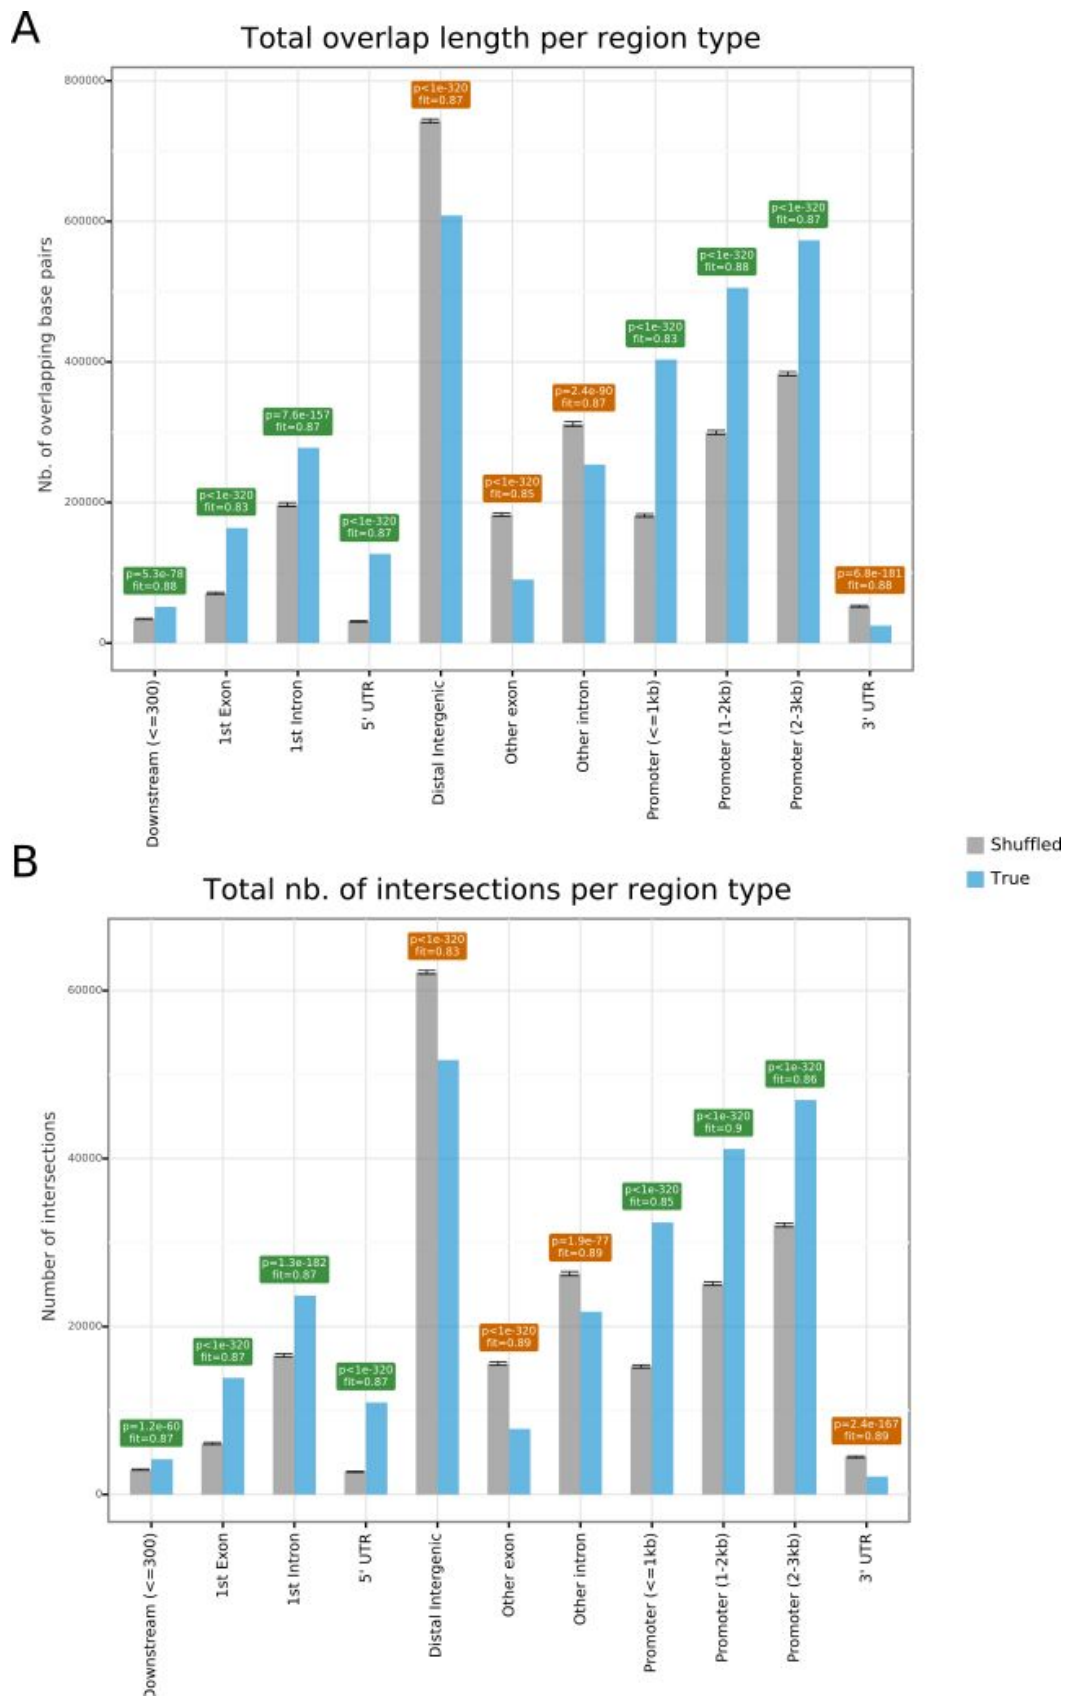 A
Total overlap length per region type
Nb. of overlapping base pairs
800000
600000
400000
200000
0
p=5.3e-78
fit=0.88
p<1e-320
fit=0.83
p=7.6e-157
fit=0.87
p<1e-320
fit=0.87
p<1e-320
fit=0.87
p<1e-320
fit=0.85
p=2.4e-90
fit=0.87
p<1e-320
fit=0.83
p<1e-320
fit=0.88
p<1e-320
fit=0.87
p=6.8e-181
fit=0.88
Downstream (<=300)
1st Exon
1st Intron
5' UTR
Distal Intergenic
Other exon
Other intron
Promoter (<=1kb)
Promoter (1-2kb)
Promoter (2-3kb)
3' UTR
Shuffled
True
B
Total nb. of intersections per region type
Number of intersections
60000
40000
20000
0
p=1.2e-60
fit=0.87
p<1e-320
fit=0.87
p=1.3e-182
fit=0.87
p<1e-320
fit=0.87
p<1e-320
fit=0.83
p<1e-320
fit=0.89
p=1.9e-77
fit=0.89
p<1e-320
fit=0.85
p<1e-320
fit=0.9
p<1e-320
fit=0.86
p=2.4e-167
fit=0.89
Downstream (<=300)
1st Exon
1st Intron
5' UTR
Distal Intergenic
Other exon
Other intron
Promoter (<=1kb)
Promoter (1-2kb)
Promoter (2-3kb)
3' UTR